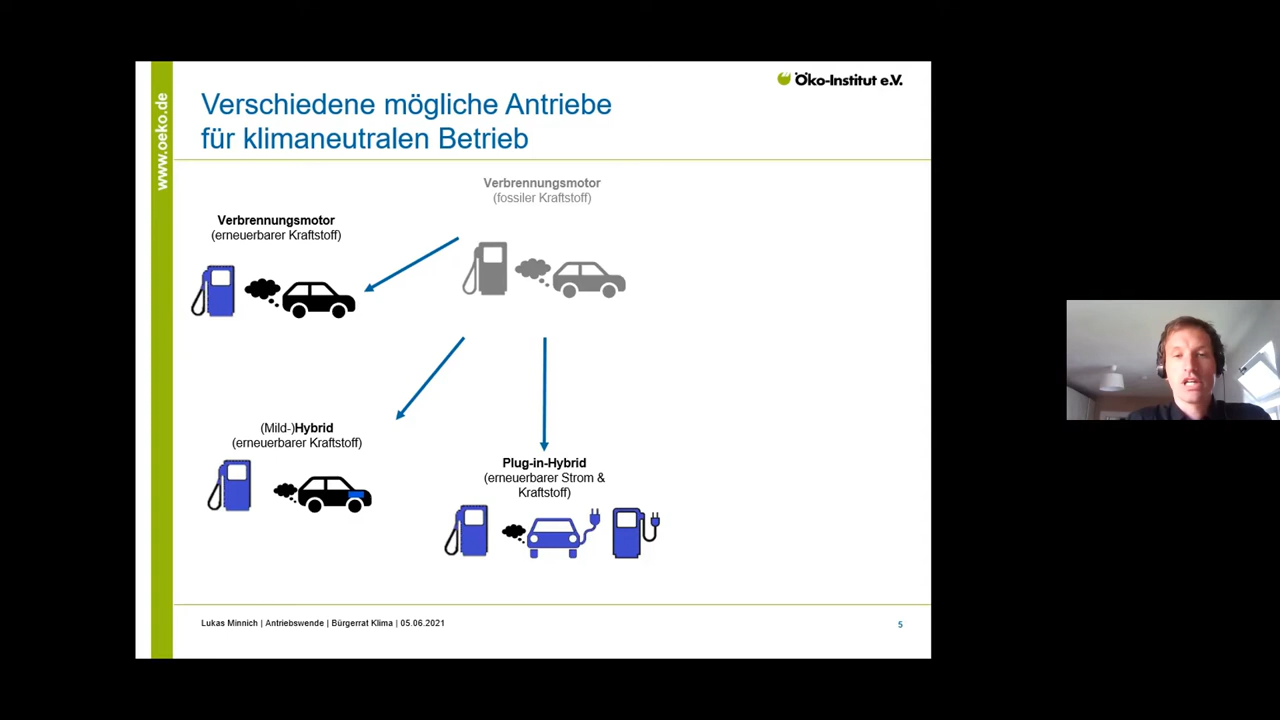 Öko-Institut e.V.
www.oeko.de
Verschiedene mögliche Antriebe
für klimaneutralen Betrieb
Verbrennungsmotor
(fossiler Kraftstoff)
Verbrennungsmotor
(erneuerbarer Kraftstoff)
(Mild-)Hybrid
(erneuerbarer Kraftstoff)
Plug-in-Hybrid
(erneuerbarer Strom &
Kraftstoff)
Lukas Minnich | Antriebswende | Bürgerrat Klima | 05.06.2021
5